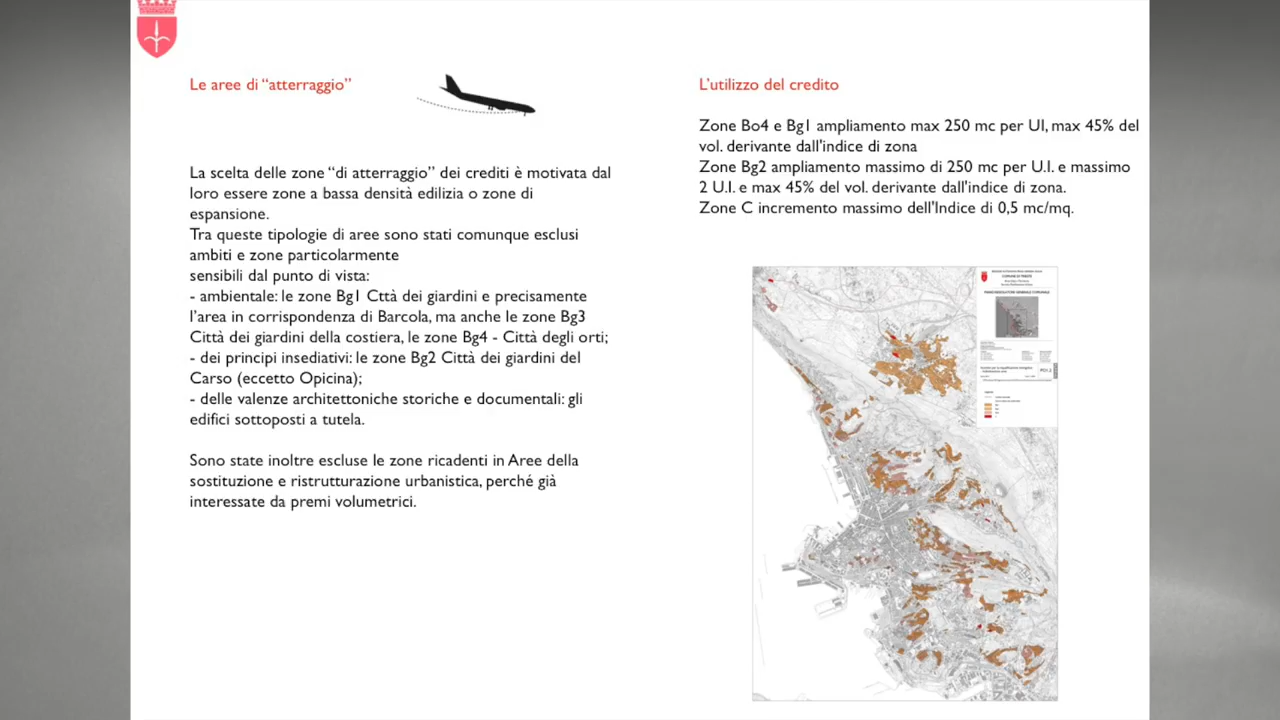 Le aree di “atterraggio”
La scelta delle zone “di atterraggio” dei crediti è motivata dal
loro essere zone a bassa densità edilizia o zone di
espansione.
Tra queste tipologie di aree sono stati comunque esclusi
ambiti e zone particolarmente
sensibili dal punto di vista:
- ambientale: le zone Bg1 Cttà dei giardini e precisamente
l’area in corrispondenza di Barcola, ma anche le zone Bg3
Città dei giardini della costiera, le zone Bg4 - Città degli orti;
- dei principi insediativi: le zone Bg2 Città dei giardini del
Carso (eccetto Opicina);
- delle valenze architettoniche storiche e documentali: gli
edifici sottoposti a tutela.
Sono state inoltre escluse le zone ricadenti in Aree della
sostituzione e ristrutturazione urbanistica, perché già
interessate da premi volumetrici.
L’utilizzo del credito
Zone Bo4 e Bg1 ampliamento max 250 mc per UI, max 45% del
vol. derivante dall'indice di zona
Zone Bg2 ampliamento massimo di 250 mc per U.I. e massimo
2 U.I. e max 45% del vol. derivante dall'indice di zona.
Zone C incremento massimo dell'Indice di 0,5 mc/mq.